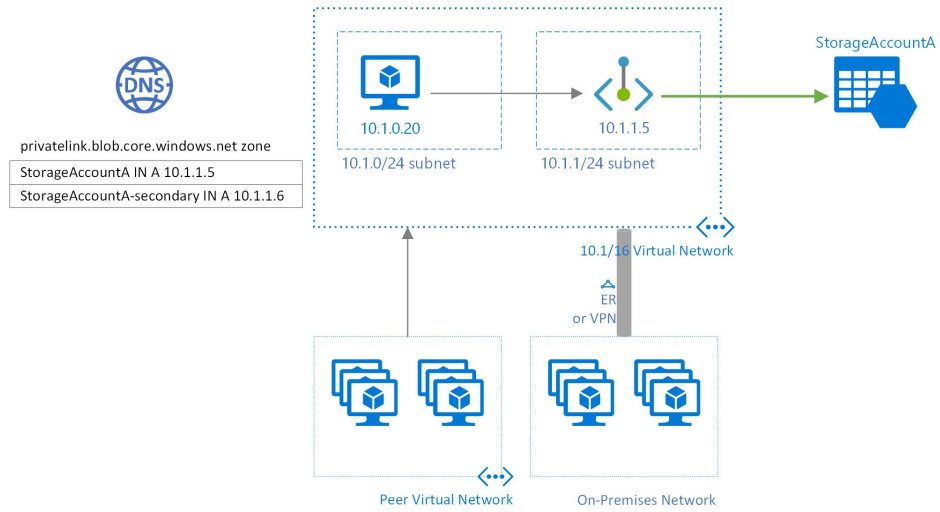 StorageAccountA
DNS
privatelink.blob.core.windows.net zone
StorageAccountA IN A 10.1.1.5
StorageAccountA-secondary IN A 10.1.1.6
10.1.0.20
10.1.1.5
10.1.0/24 subnet
10.1.1/24 subnet
10.1/16 Virtual Network
ER
or VPN
Peer Virtual Network
On-Premises Network